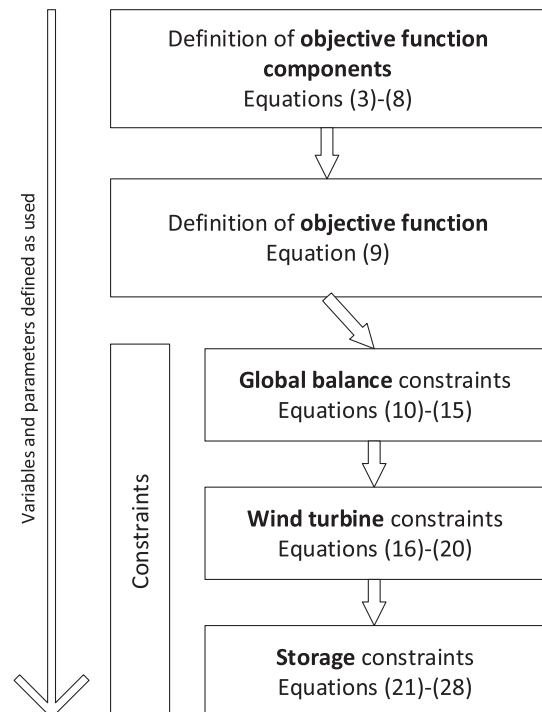 Definition of objective function
components
Equations (3)-(8)
Definition of objective function
Equation (9)
Variables and parameters defined as used
Constraints
Global balance constraints
Equations (10)-(15)
Wind turbine constraints
Equations (16)-(20)
Storage constraints
Equations (21)-(28)